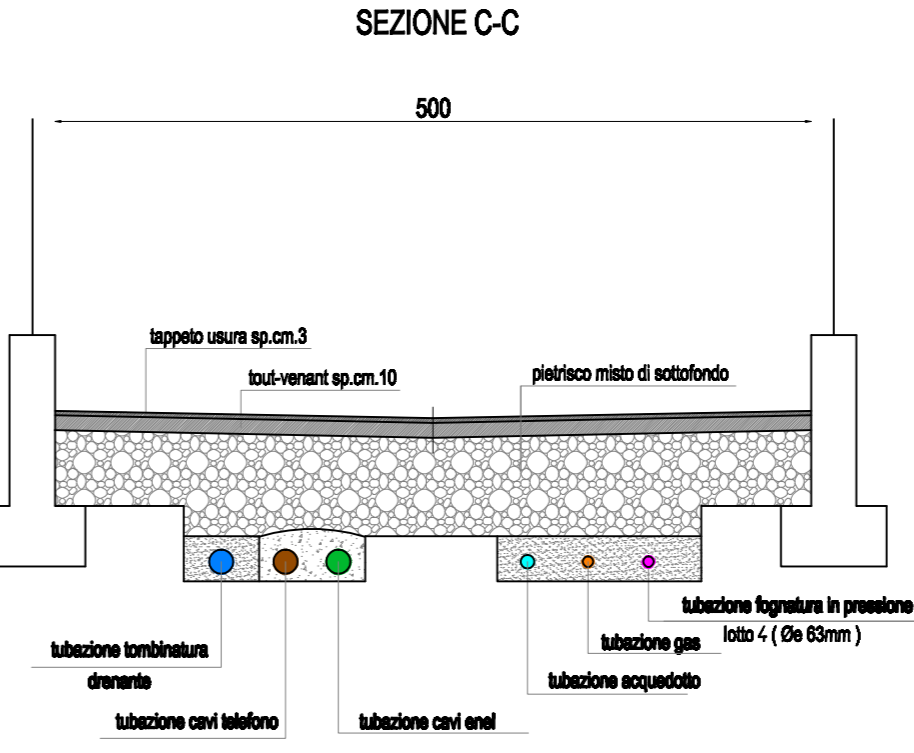 SEZIONE C-C
500
tappeto usura sp.cm.3
tout-venant sp.cm.10
pietrisco misto di sottofondo
tubazione fognatura in pressione
lotto 4 ( Øe 63mm )
tubazione gas
tubazione tombinatura
drenante
tubazione acquedotto
tubazione cavi telefono
tubazione cavi enel